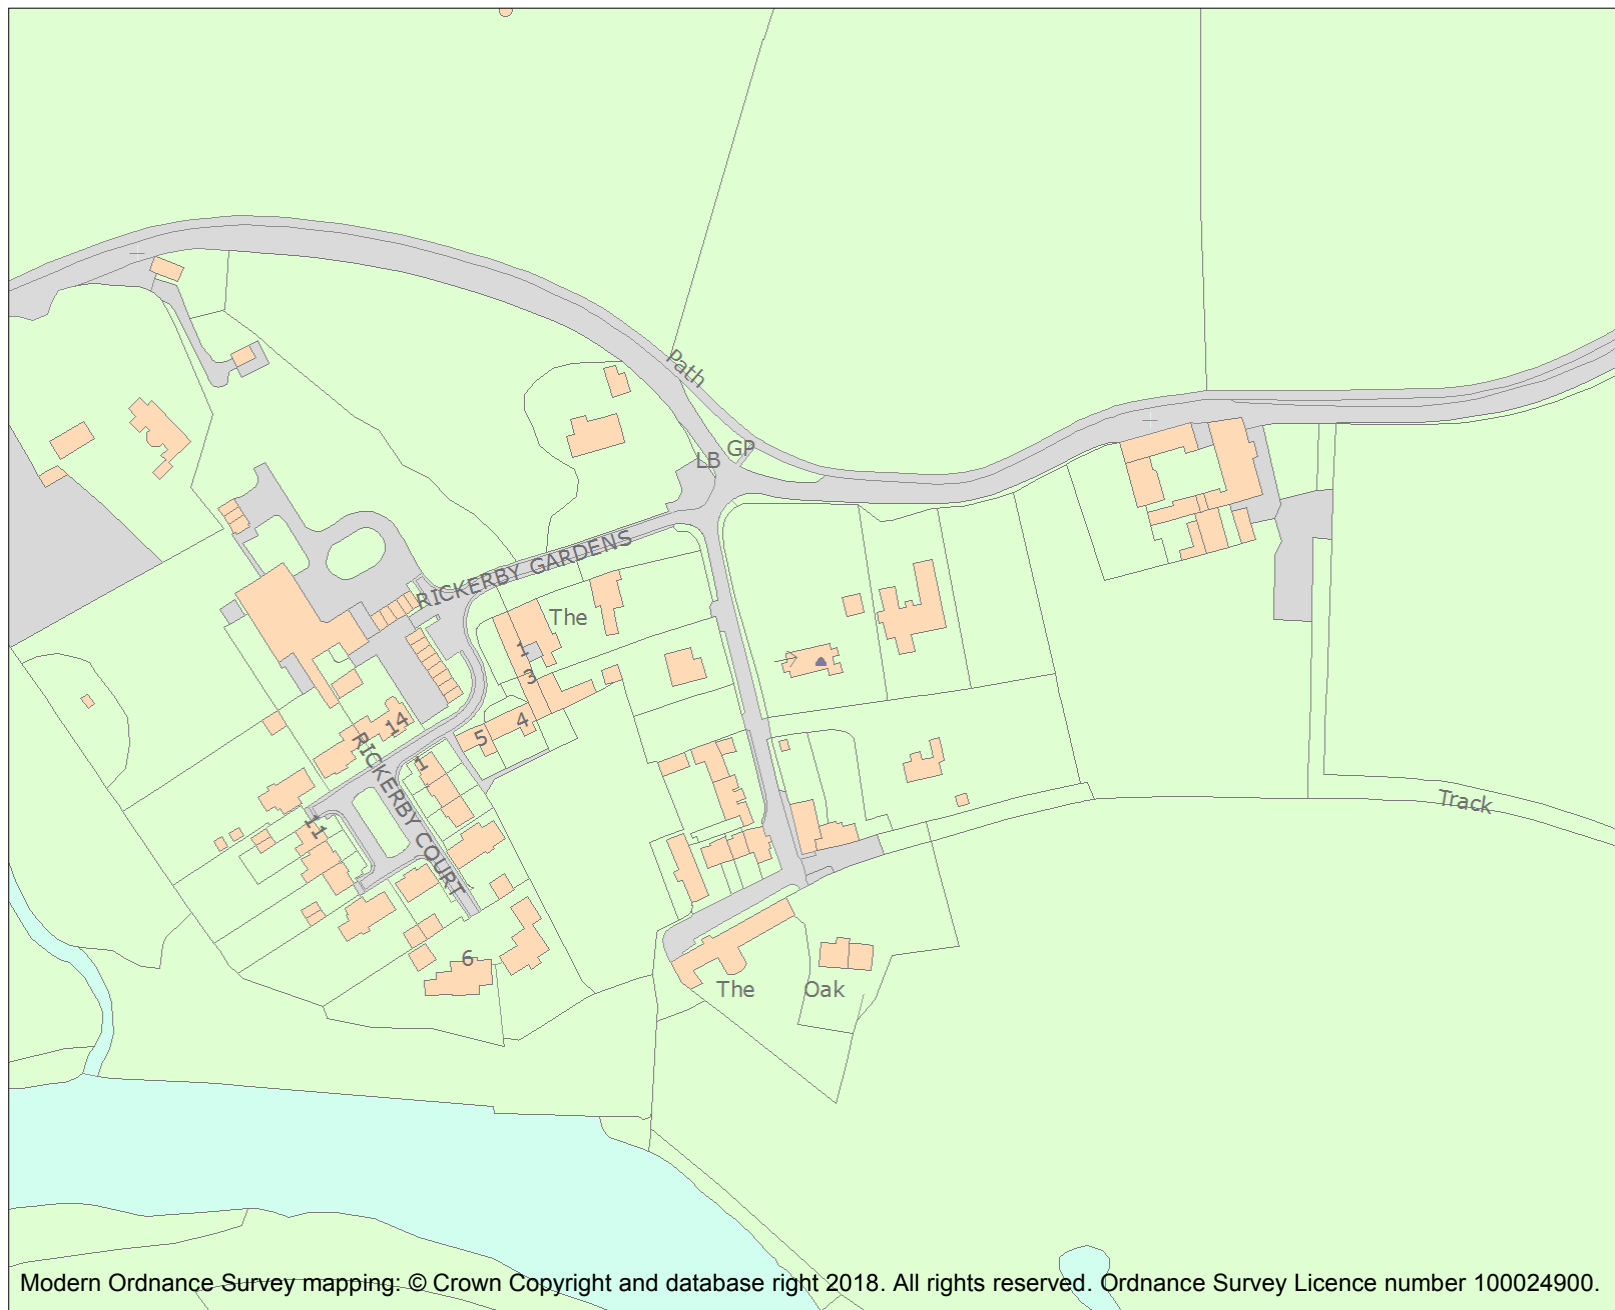 Path
GP
LB
RICKERBY GARDENS
The
1
3
14
4
5
1
RICKERBY COURT
11
Track
6
The Oak
Modern Ordnance Survey mapping: © Crown Copyright and database right 2018. All rights reserved. Ordnance Survey Licence number 100024900.